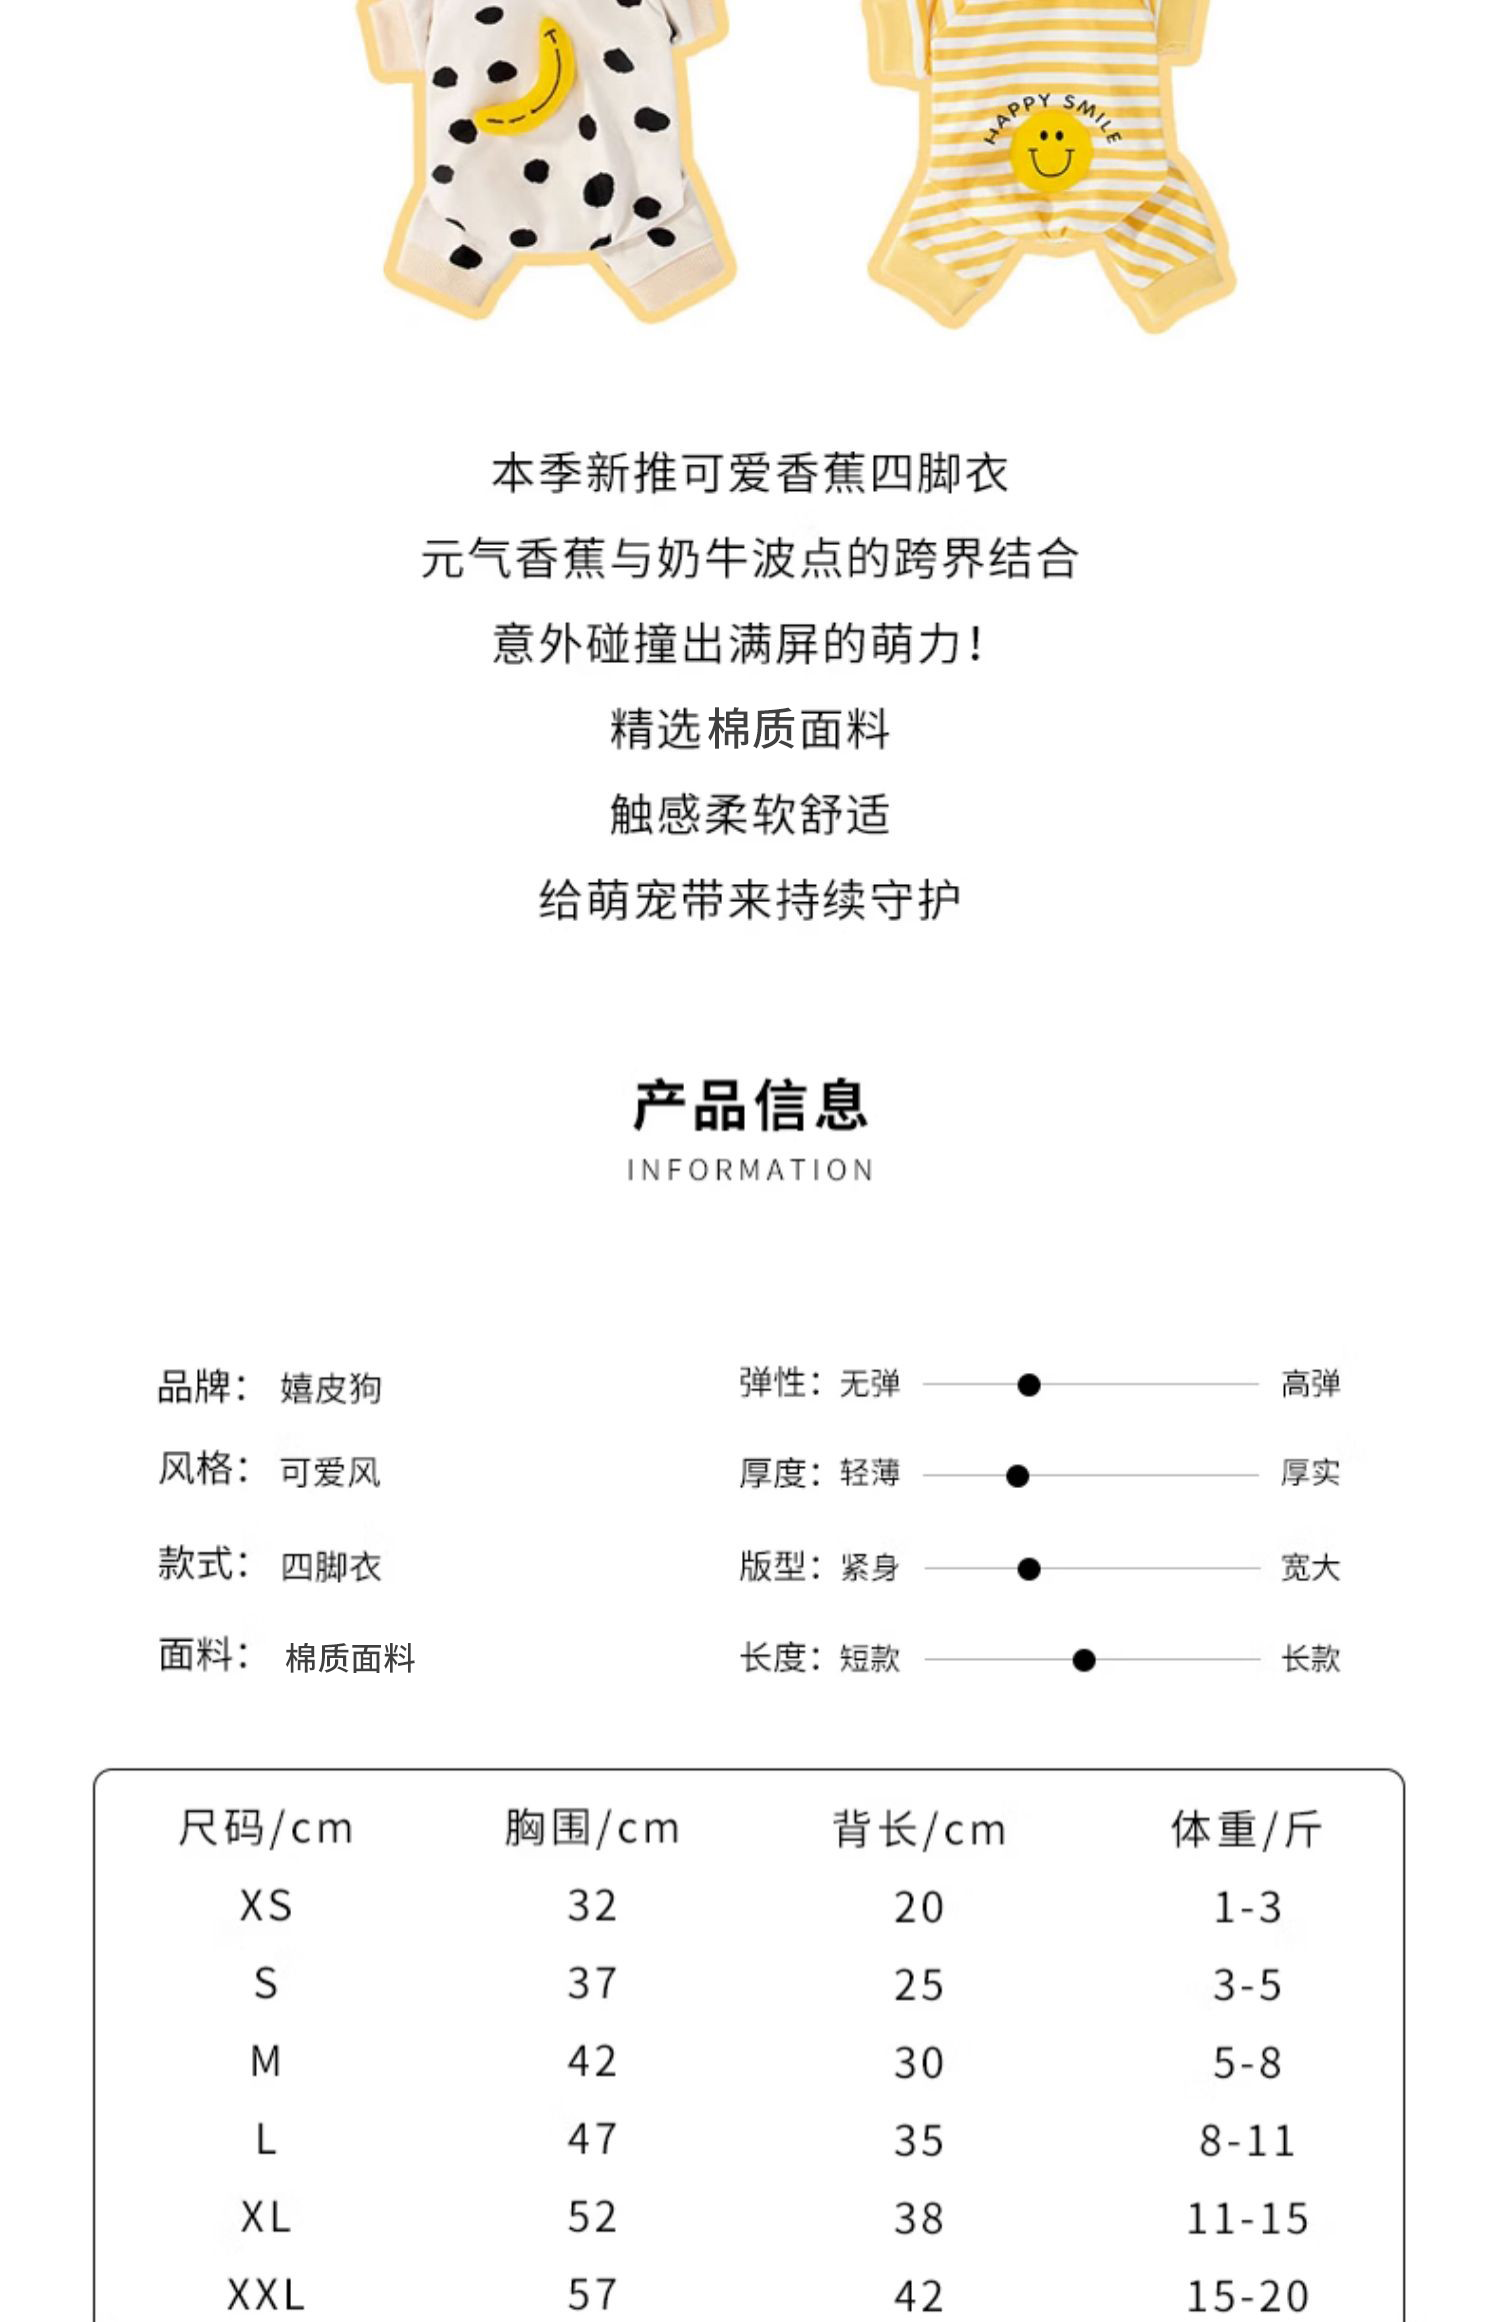 HAPPY SMILE
本季新推可爱香蕉四脚衣
元气香蕉与奶牛波点的跨界结合
意外碰撞出满屏的萌力！
精选棉质面料
触感柔软舒适
给萌宠带来持续守护
产品信息
INFORMATION
品牌： 嬉皮狗
弹性：无弹 高弹
风格： 可爱风
厚度：轻薄 厚实
款式： 四脚衣
版型：紧身 宽大
面料： 棉质面料
长度：短款 长款
尺码/cm 胸围/cm 背长/cm 体重/斤
XS 32 20 1-3
S 37 25 3-5
M 42 30 5-8
L 47 35 8-11
XL 52 38 11-15
XXL 57 42 15-20